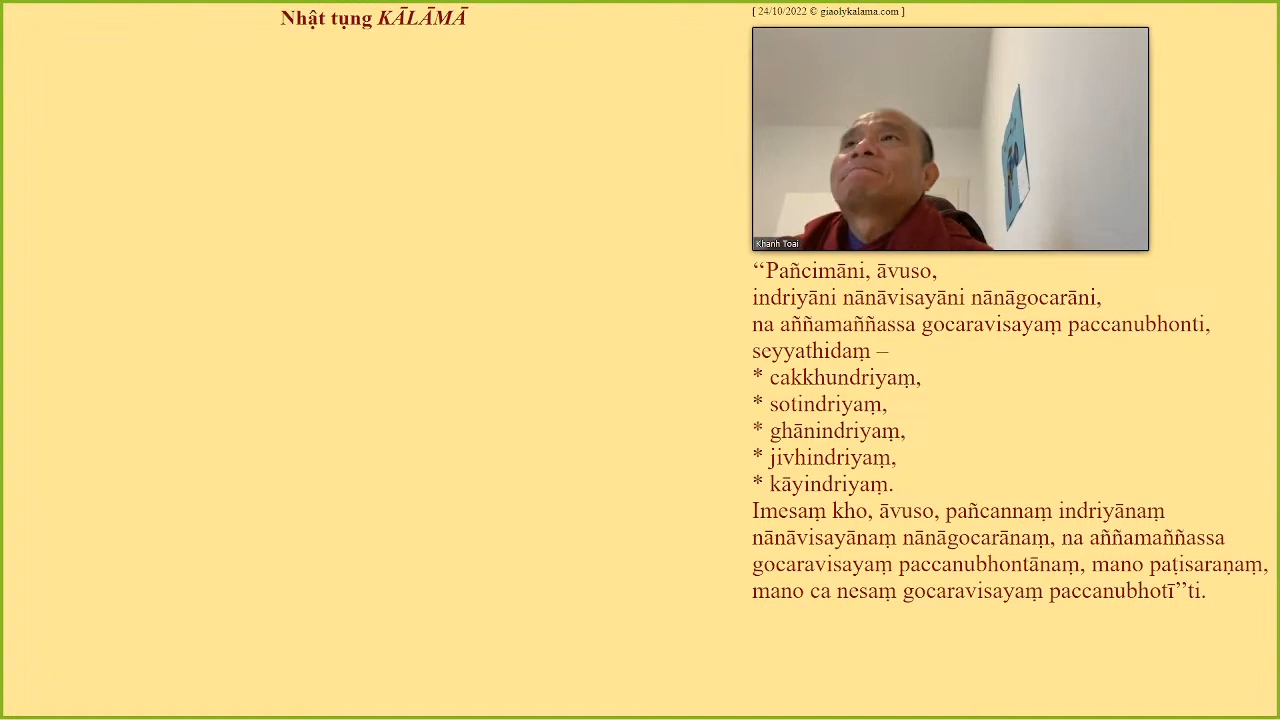 Nhật tụng KĀLĀMĀ
[ 24/10/2022 © giaolykalama.com ]
Khanh Toai
“Pañcimāni, āvuso,
indriyāni nānāvisayāni nānāgocarāni,
na aññamaññassa gocaravisayaṃ paccanubhonti,
seyyathidaṃ –
* cakkhundriyaṃ,
* sotindriyaṃ,
* ghānindriyaṃ,
* jivhindriyaṃ,
* kāyindriyaṃ.
Imesaṃ kho, āvuso, pañcannaṃ indriyānaṃ
nānāvisayānaṃ nānāgocarānaṃ, na aññamaññassa
gocaravisayaṃ paccanubhontānaṃ, mano paṭisaraṇaṃ,
mano ca nesaṃ gocaravisayaṃ paccanubhotī”ti.